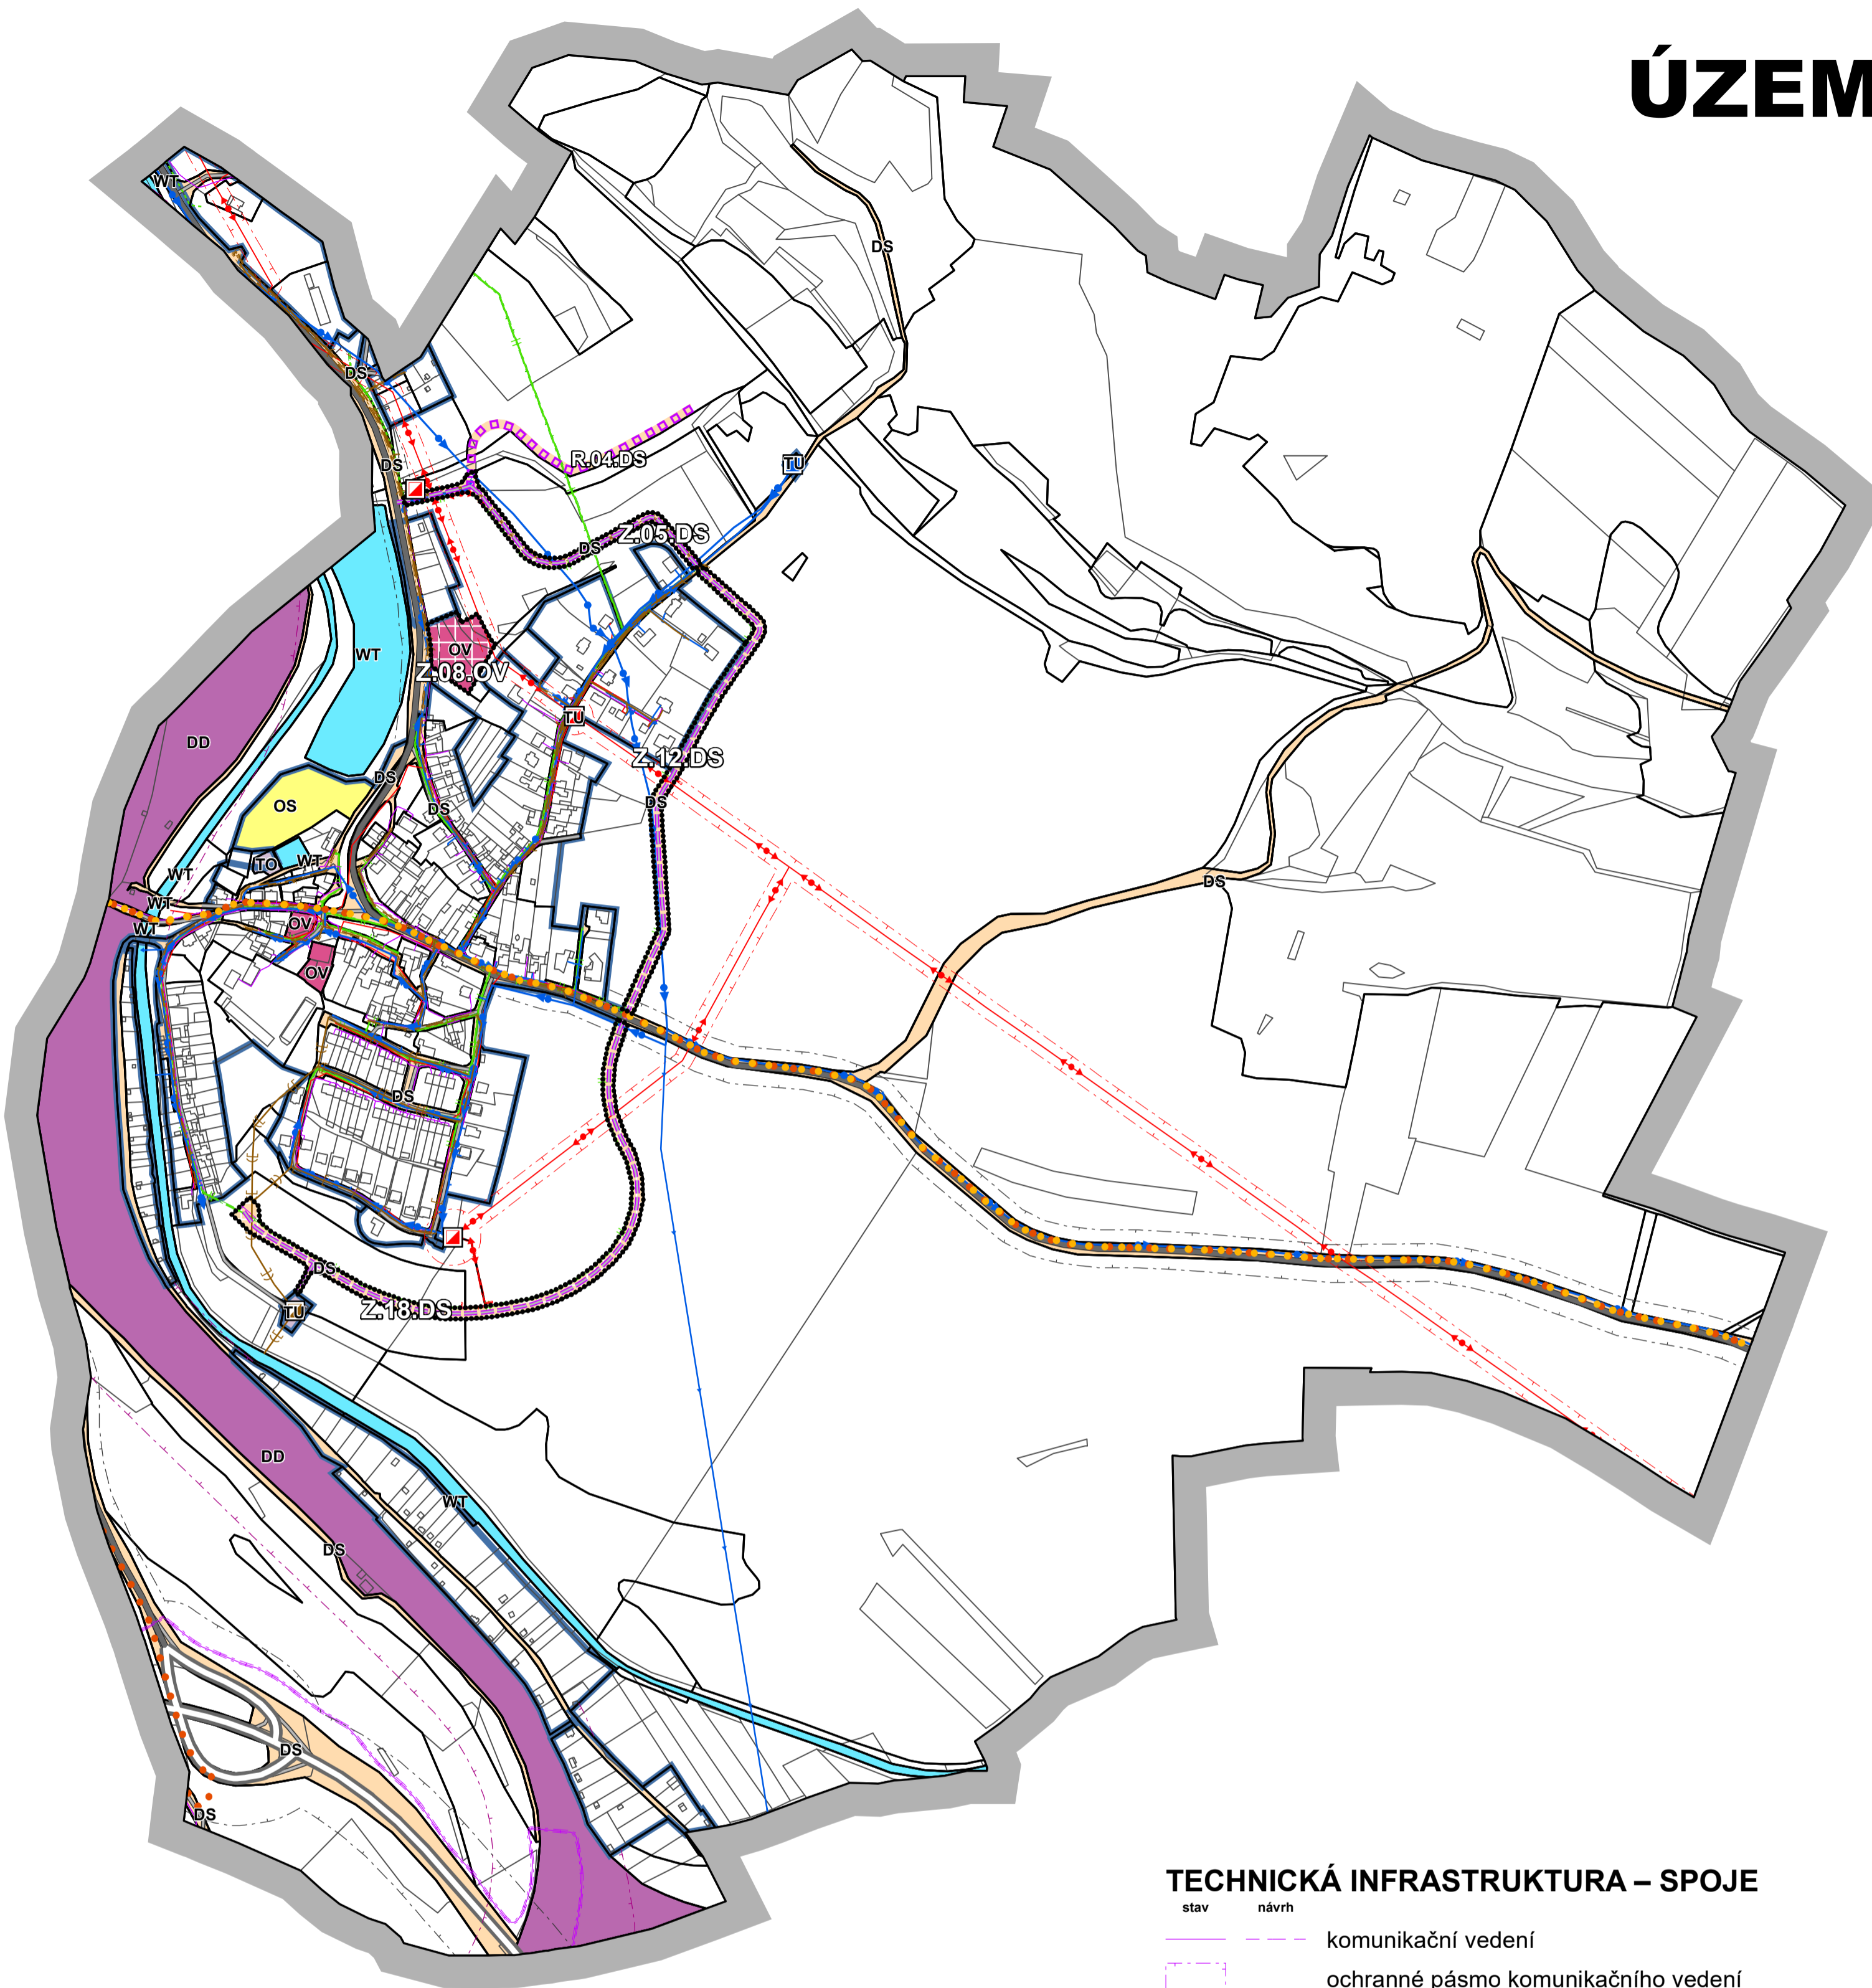 ÚZEM
WT
DS
DS
DS
R.04.DS
TU
Z.05.DS
DS
OV
WT
Z.08.OV
TU
DD
Z.12.DS
DS
DS
DS
OS
TO
WT
WT
DS
WT
OV
WT
OV
DS
DS
TU
Z.18.DS
DD
WT
DS
DS
DS
TECHNICKÁ INFRASTRUKTURA – SPOJE
stav návrh
komunikační vedení
ochranné pásmo komunikačního vedení